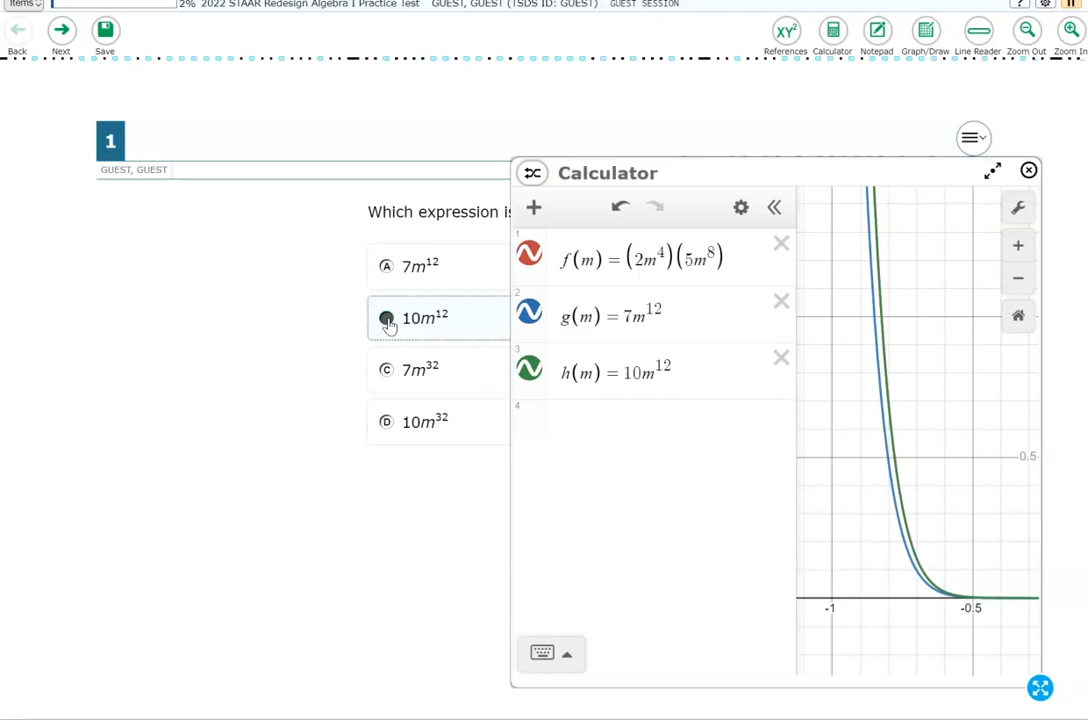 Items 2% 2022 STAAR Redesign Algebra I Practice Test GUEST, GUEST (TSDS ID: GUEST) GUEST SESSION
Back Next Save References Calculator Notepad Graph/Draw Line Reader Zoom Out Zoom In
XY²
1
GUEST, GUEST
Which expression is
A 7m¹²
10m¹²
C 7m³²
D 10m³²
Calculator
1
f(m) = (2m⁴)(5m⁸)
2
g(m) = 7m¹²
3
h(m) = 10m¹²
4
0.5
-1
-0.5